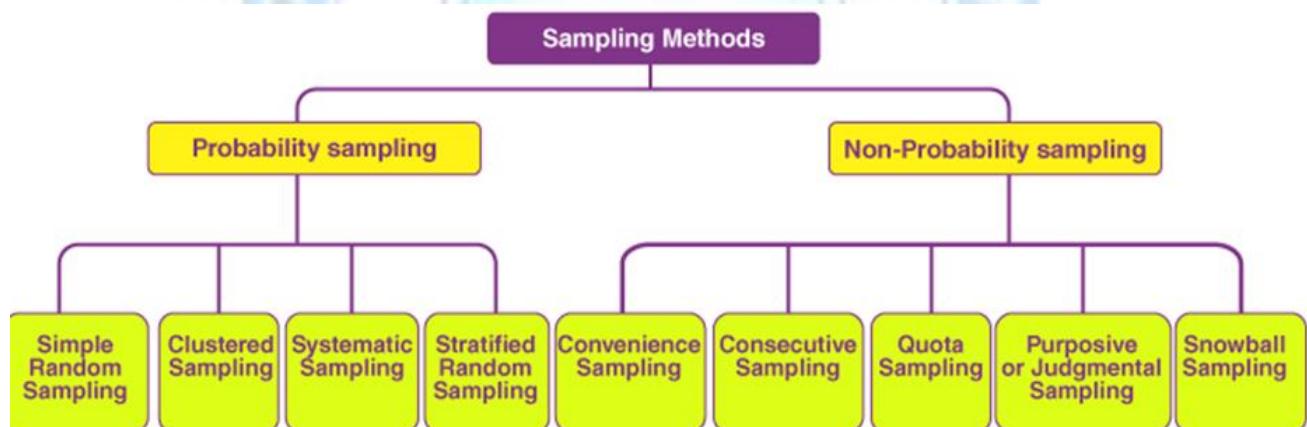 Sampling Methods
Probability sampling
Non-Probability sampling
Simple
Random
Sampling
Clustered
Sampling
Systematic
Sampling
Stratified
Random
Sampling
Convenience
Sampling
Consecutive
Sampling
Quota
Sampling
Purposive
or Judgmental
Sampling
Snowball
Sampling